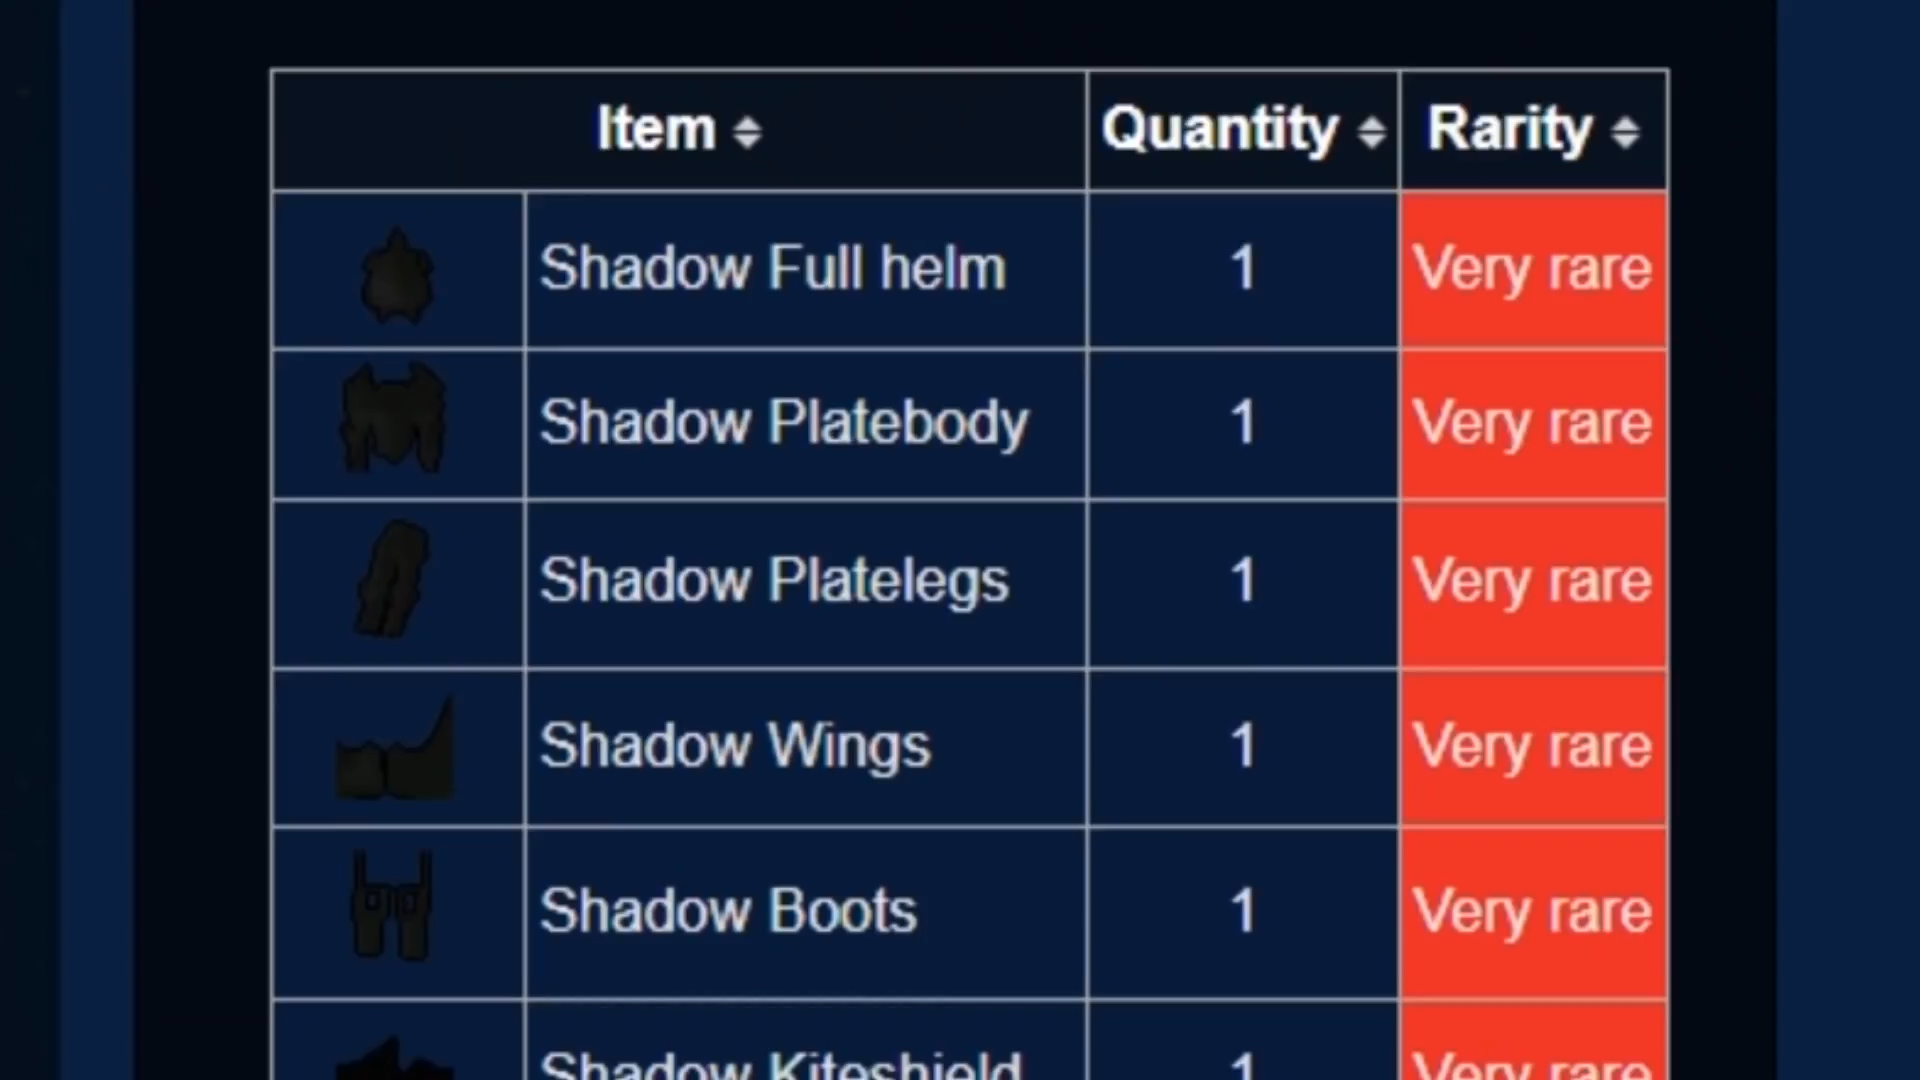 Item Quantity Rarity
Shadow Full helm 1 Very rare
Shadow Platebody 1 Very rare
Shadow Platelegs 1 Very rare
Shadow Wings 1 Very rare
Shadow Boots 1 Very rare
Shadow Kiteshield 1 Very rare